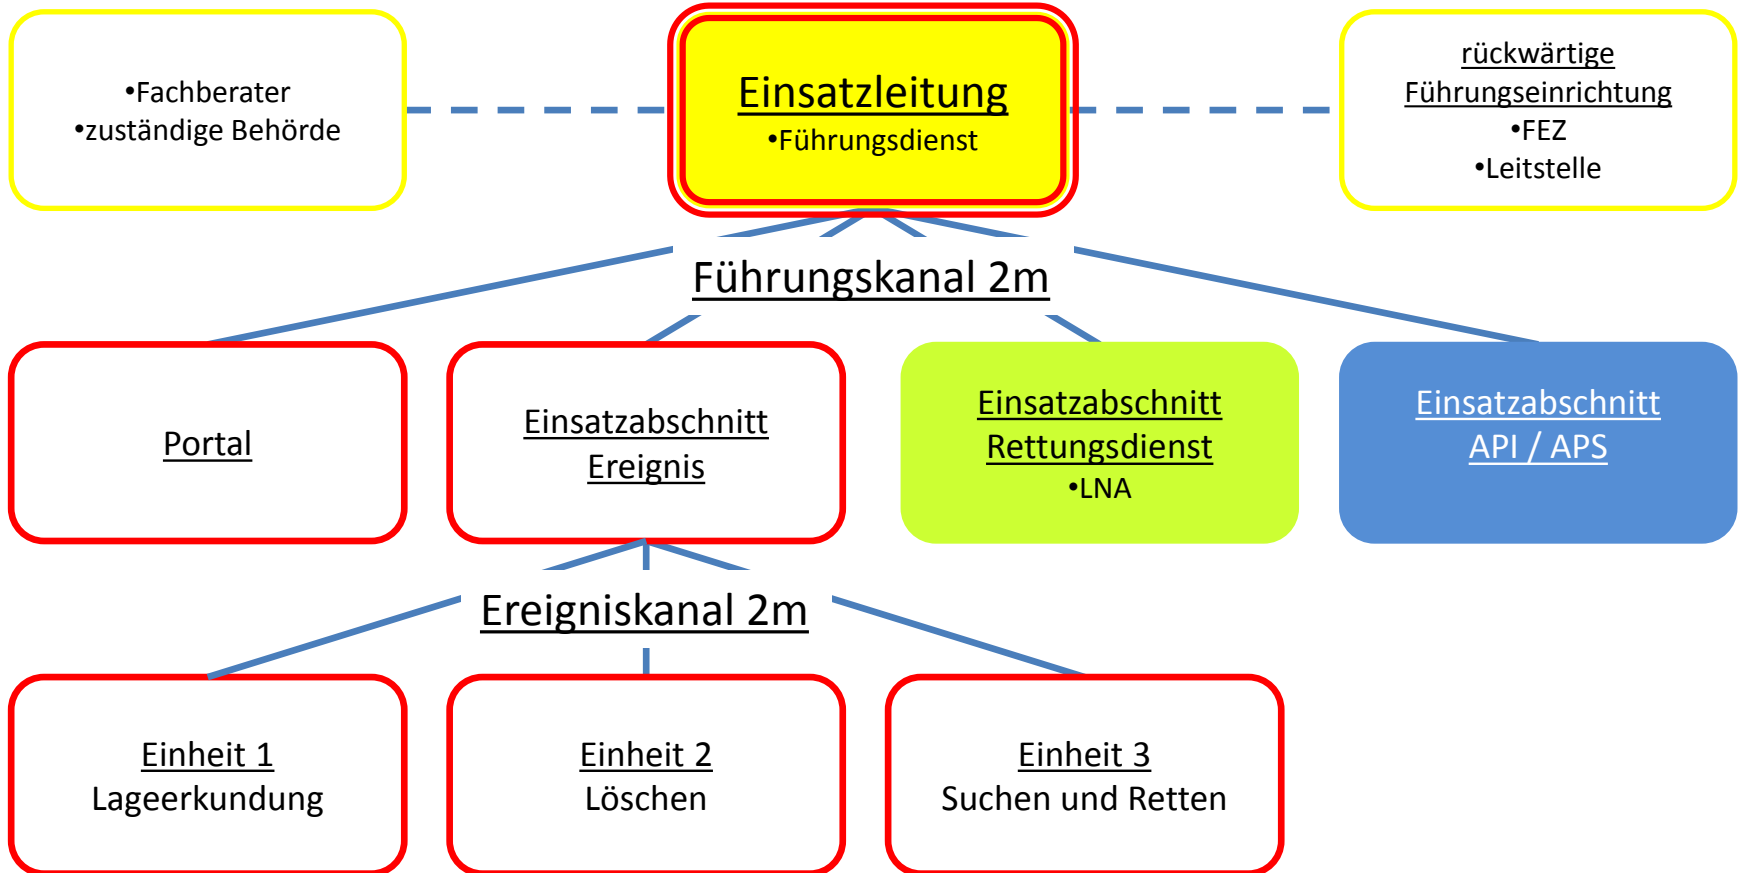 •Fachberater
•zuständige Behörde
Einsatzleitung
•Führungsdienst
rückwärtige
Führungseinrichtung
•FEZ
•Leitstelle
Führungskanal 2m
Portal
Einsatzabschnitt
Ereignis
Einsatzabschnitt
Rettungsdienst
•LNA
Einsatzabschnitt
API / APS
Ereigniskanal 2m
Einheit 1
Lageerkundung
Einheit 2
Löschen
Einheit 3
Suchen und Retten